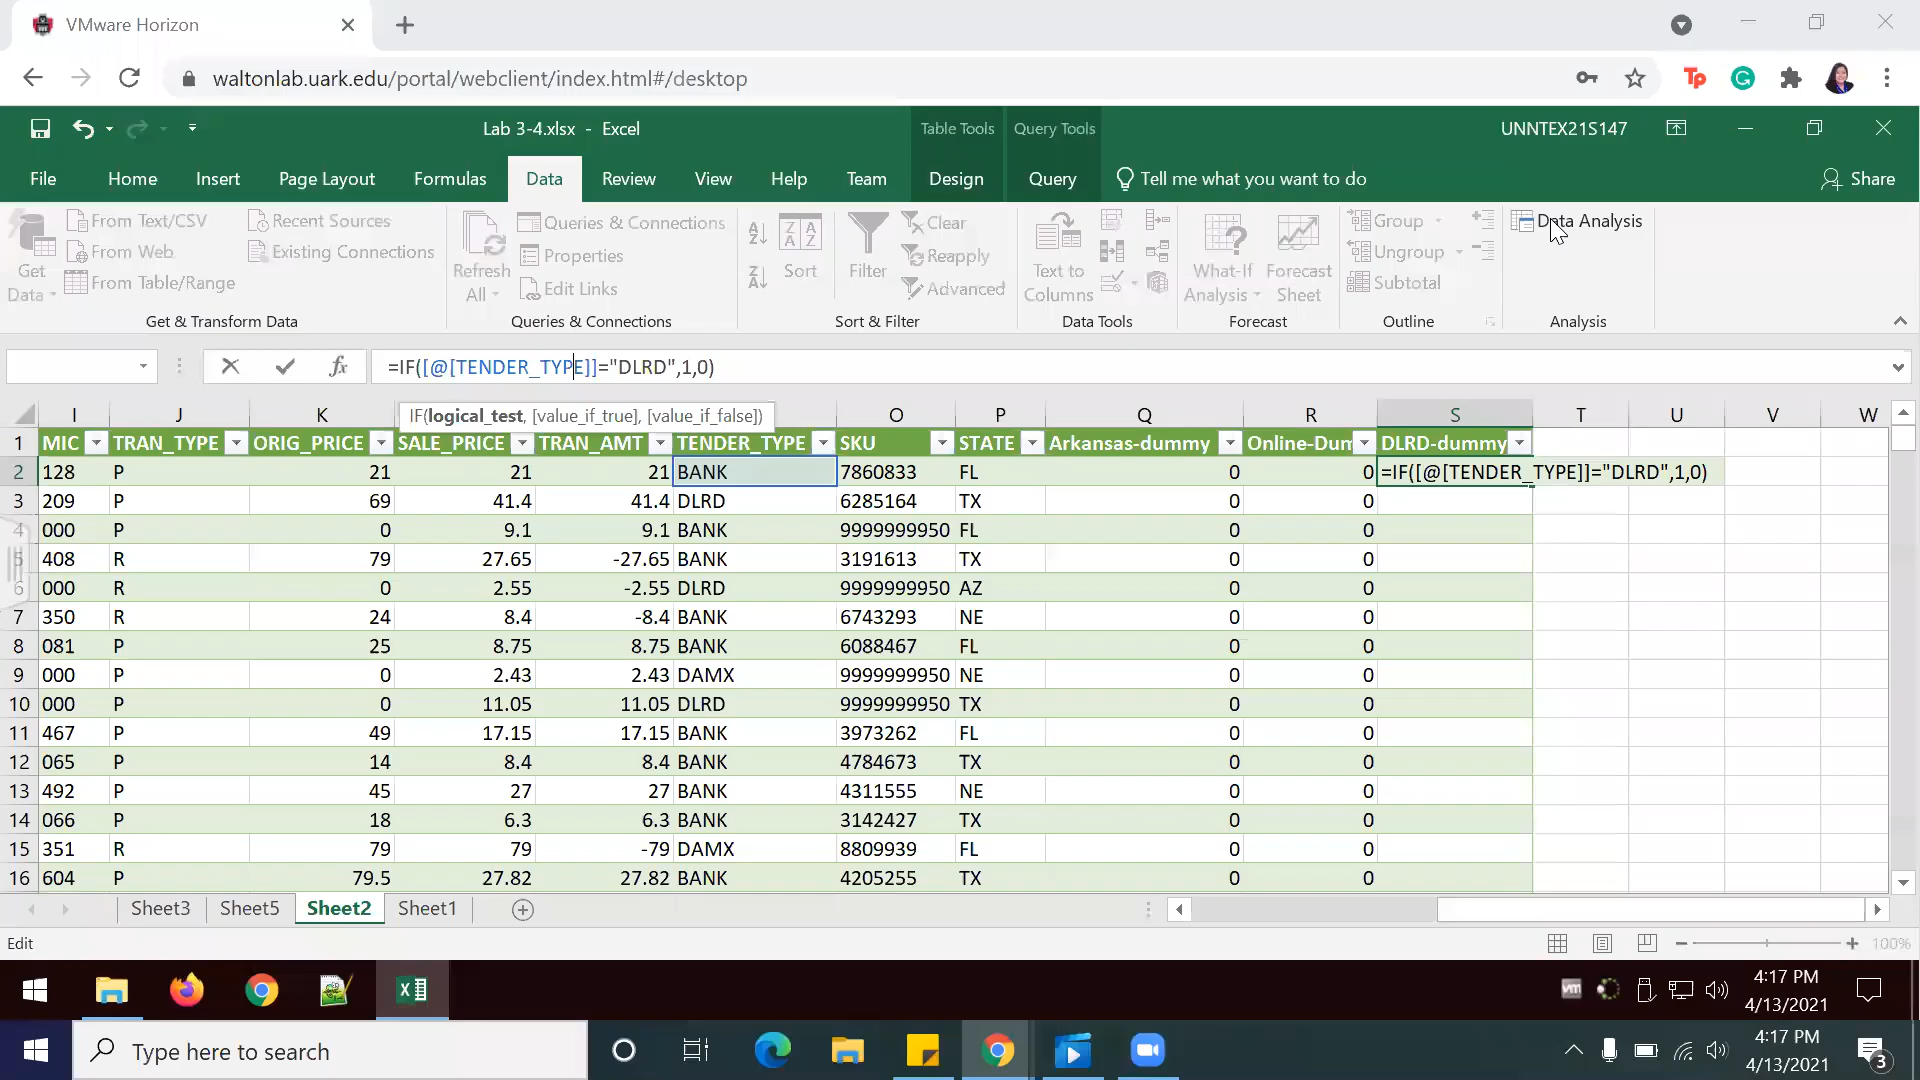 VMware Horizon
waltonlab.uark.edu/portal/webclient/index.html#/desktop
Lab 3-4.xlsx - Excel
Table Tools
Query Tools
UNNTEX21S147
File Home Insert Page Layout Formulas Data Review View Help Team Design Query Tell me what you want to do Share
Get Data
From Text/CSV
From Web
From Table/Range
Recent Sources
Existing Connections
Get & Transform Data
Refresh All
Queries & Connections
Properties
Edit Links
Queries & Connections
Sort
Filter
Clear
Reapply
Advanced
Sort & Filter
Text to Columns
Data Tools
What-If Analysis
Forecast Sheet
Forecast
Group
Ungroup
Subtotal
Outline
Data Analysis
Analysis
fx
=IF([@[TENDER_TYPE]]="DLRD",1,0)
IF(logical_test, [value_if_true], [value_if_false])
I J K O P Q R S T U V W
1 MIC TRAN_TYPE ORIG_PRICE SALE_PRICE TRAN_AMT TENDER_TYPE SKU STATE Arkansas-dummy Online-Dum DLRD-dummy
2 128 P 21 21 21 BANK 7860833 FL 0 0 =IF([@[TENDER_TYPE]]="DLRD",1,0)
3 209 P 69 41.4 41.4 DLRD 6285164 TX 0 0
4 000 P 0 9.1 9.1 BANK 9999999950 FL 0 0
5 408 R 79 27.65 -27.65 BANK 3191613 TX 0 0
6 000 R 0 2.55 -2.55 DLRD 9999999950 AZ 0 0
7 350 R 24 8.4 -8.4 BANK 6743293 NE 0 0
8 081 P 25 8.75 8.75 BANK 6088467 FL 0 0
9 000 P 0 2.43 2.43 DAMX 9999999950 NE 0 0
10 000 P 0 11.05 11.05 DLRD 9999999950 TX 0 0
11 467 P 49 17.15 17.15 BANK 3973262 FL 0 0
12 065 P 14 8.4 8.4 BANK 4784673 TX 0 0
13 492 P 45 27 27 BANK 4311555 NE 0 0
14 066 P 18 6.3 6.3 BANK 3142427 TX 0 0
15 351 R 79 79 -79 DAMX 8809939 FL 0 0
16 604 P 79.5 27.82 27.82 BANK 4205255 TX 0 0
Sheet3 Sheet5 Sheet2 Sheet1
Edit
100%
4:17 PM
4/13/2021
Type here to search
4:17 PM
4/13/2021
3